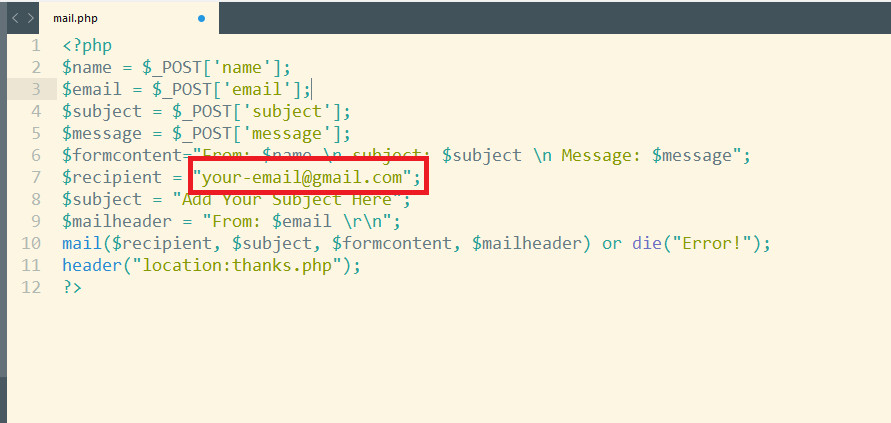 mail.php
1 <?php
2 $name = $_POST['name'];
3 $email = $_POST['email'];
4 $subject = $_POST['subject'];
5 $message = $_POST['message'];
6 $formcontent="From: $name \n subject: $subject \n Message: $message";
7 $recipient = "your-email@gmail.com";
8 $subject = "Add Your Subject Here";
9 $mailheader = "From: $email \r\n";
10 mail($recipient, $subject, $formcontent, $mailheader) or die("Error!");
11 header("location:thanks.php");
12 ?>